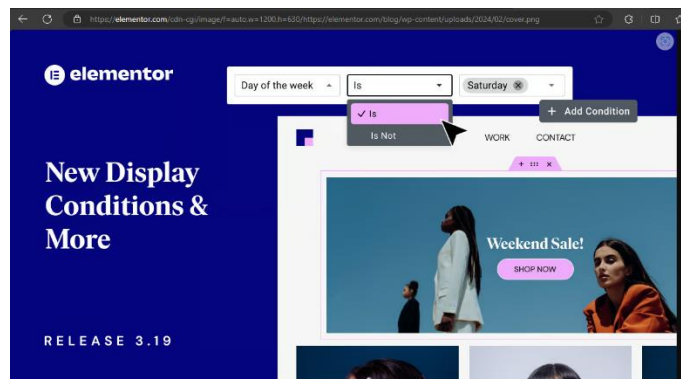 https://elementor.com/cdn-cgi/image/f=auto,w=1200,h=630/https://elementor.com/blog/wp-content/uploads/2024/02/cover.png
elementor
Day of the week
Is
Saturday
Is
Is Not
+ Add Condition
WORK
CONTACT
New Display
Conditions &
More
Weekend Sale!
SHOP NOW
RELEASE 3.19